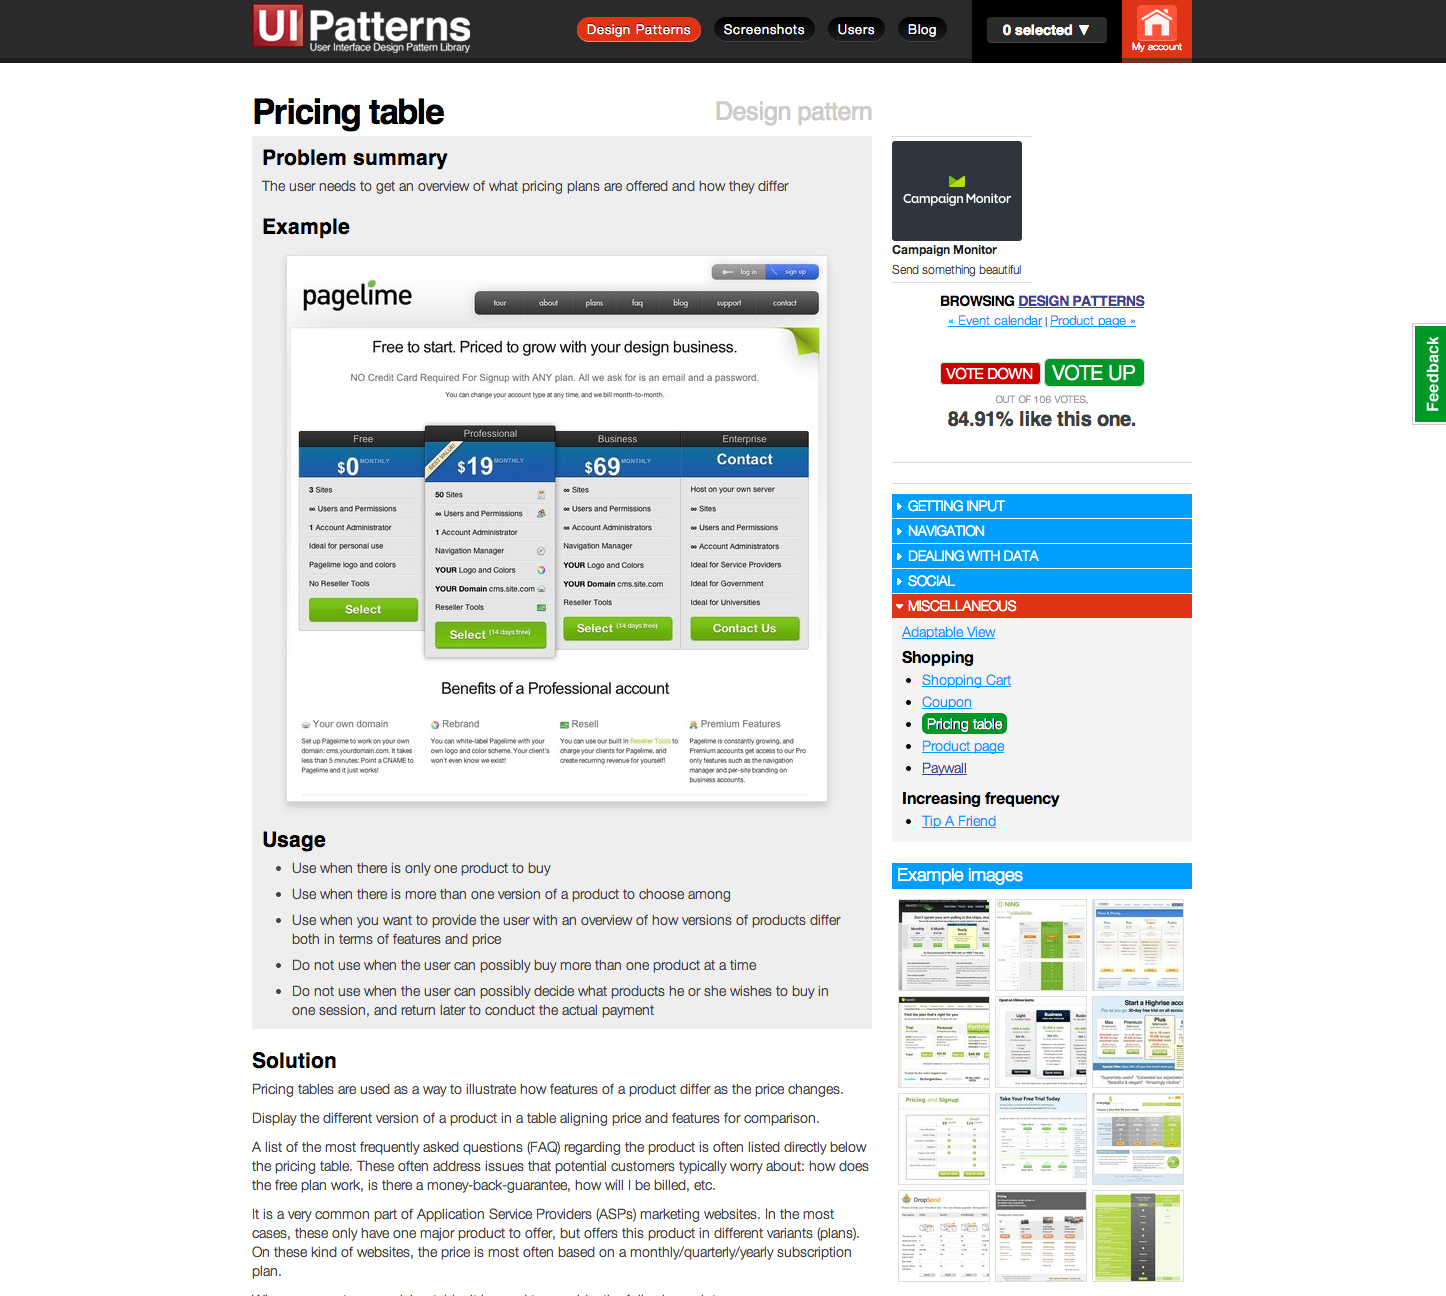 UI Patterns
User Interface Design Pattern Library
Design Patterns
Screenshots
Users
Blog
0 selected ▼
My account
Pricing table
Design pattern
Problem summary
The user needs to get an overview of what pricing plans are offered and how they differ
Example
log in
sign up
pagelime
tour
about
plans
faq
blog
support
contact
Free to start. Priced to grow with your design business.
NO Credit Card Required For Signup with ANY plan. All we ask for is an email and a password.
You can change your account type at any time, and we bill month-to-month.
Free
$0 MONTHLY
3 Sites
∞ Users and Permissions
1 Account Administrator
Ideal for personal use
Pagelime logo and colors
No Reseller Tools
Select
Professional
BEST VALUE!
$19 MONTHLY
50 Sites
∞ Users and Permissions
1 Account Administrator
Navigation Manager
YOUR Logo and Colors
YOUR Domain cms.site.com
Reseller Tools
Select (14 days free)
Business
$69 MONTHLY
∞ Sites
∞ Users and Permissions
∞ Account Administrators
Navigation Manager
YOUR Logo and Colors
YOUR Domain cms.site.com
Reseller Tools
Select (14 days free)
Enterprise
Contact
Host on your own server
∞ Sites
∞ Users and Permissions
∞ Account Administrators
Ideal for Service Providers
Ideal for Government
Ideal for Universities
Contact Us
Benefits of a Professional account
Your own domain
Set up Pagelime to work on your own
domain: cms.yourdomain.com. It takes
less than 5 minutes: Point a CNAME to
Pagelime and it just works!
Rebrand
You can white-label Pagelime with your
own logo and color scheme. Your client's
won't even know we exist!
Resell
You can use our built in Reseller Tools to
charge your clients for Pagelime, and
create recurring revenue for yourself!
Premium Features
Pagelime is constantly growing, and
Premium accounts get access to our Pro
only features such as the navigation
manager and per-site branding on
business accounts.
Usage
• Use when there is only one product to buy
• Use when there is more than one version of a product to choose among
• Use when you want to provide the user with an overview of how versions of products differ
both in terms of features and price
• Do not use when the user can possibly buy more than one product at a time
• Do not use when the user can possibly decide what products he or she wishes to buy in
one session, and return later to conduct the actual payment
Solution
Pricing tables are used as a way to illustrate how features of a product differ as the price changes.
Display the different version of a product in a table aligning price and features for comparison.
A list of the most frequently asked questions (FAQ) regarding the product is often listed directly below
the pricing table. These often address issues that potential customers typically worry about: how does
the free plan work, is there a money-back-guarantee, how will I be billed, etc.
It is a very common part of Application Service Providers (ASPs) marketing websites. In the most
cases, these only have one major product to offer, but offers this product in different variants (plans).
On these kind of websites, the price is most often based on a monthly/quarterly/yearly subscription
plan.
Campaign Monitor
Campaign Monitor
Send something beautiful
BROWSING DESIGN PATTERNS
« Event calendar | Product page »
VOTE DOWN
VOTE UP
OUT OF 106 VOTES,
84.91% like this one.
Feedback
GETTING INPUT
NAVIGATION
DEALING WITH DATA
SOCIAL
MISCELLANEOUS
Adaptable View
Shopping
• Shopping Cart
• Coupon
• Pricing table
• Product page
• Paywall
Increasing frequency
• Tip A Friend
Example images
NING
Find the plan that's right for you
Business
Start a Highrise acc
Pricing and Signup
Take Your Free Trial Today
DropSend